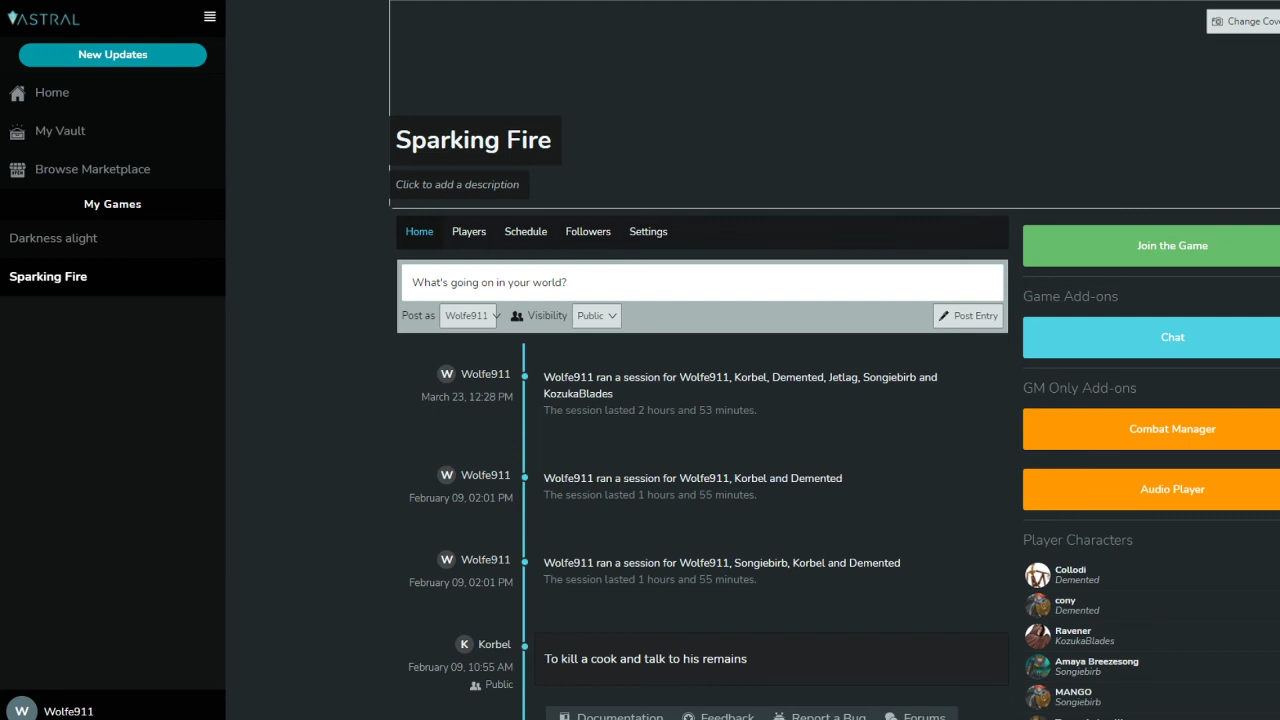 ASTRAL
New Updates
Home
My Vault
Browse Marketplace
My Games
Darkness alight
Sparking Fire
W
Wolfe911
Change Cov
Sparking Fire
Click to add a description
Home
Players
Schedule
Followers
Settings
What's going on in your world?
Post as
Wolfe911
Visibility
Public
Post Entry
W
Wolfe911
March 23, 12:28 PM
Wolfe911 ran a session for Wolfe911, Korbel, Demented, Jetlag, Songiebirb and
KozukaBlades
The session lasted 2 hours and 53 minutes.
W
Wolfe911
February 09, 02:01 PM
Wolfe911 ran a session for Wolfe911, Korbel and Demented
The session lasted 1 hours and 55 minutes.
W
Wolfe911
February 09, 02:01 PM
Wolfe911 ran a session for Wolfe911, Songiebirb, Korbel and Demented
The session lasted 1 hours and 55 minutes.
K
Korbel
February 09, 10:55 AM
Public
To kill a cook and talk to his remains
Documentation
Feedback
Report a Bug
Forums
Join the Game
Game Add-ons
Chat
GM Only Add-ons
Combat Manager
Audio Player
Player Characters
Collodi
Demented
cony
Demented
Ravener
KozukaBlades
Amaya Breezesong
Songiebirb
MANGO
Songiebirb